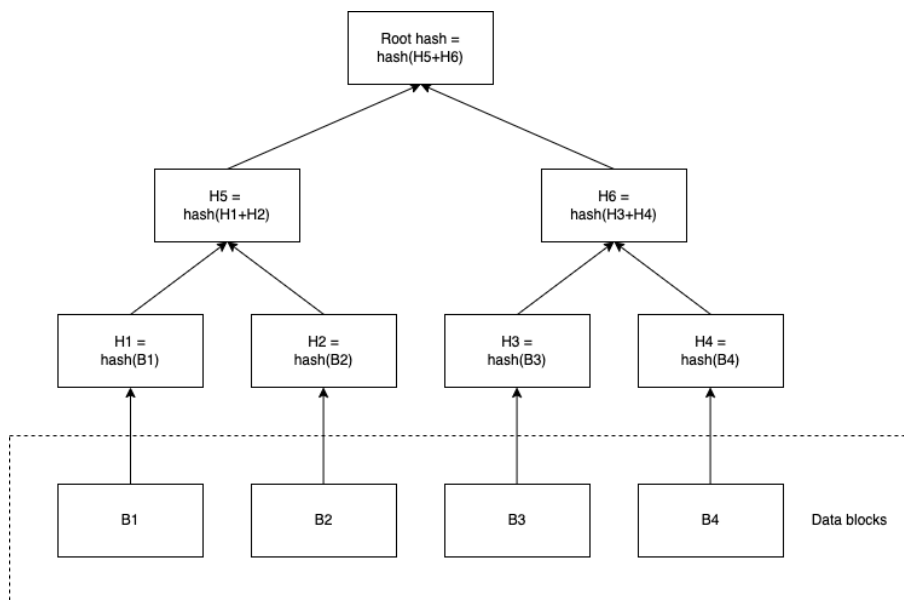 Root hash =
hash(H5+H6)
H5 =
hash(H1+H2)
H6 =
hash(H3+H4)
H1 =
hash(B1)
H2 =
hash(B2)
H3 =
hash(B3)
H4 =
hash(B4)
B1
B2
B3
B4
Data blocks